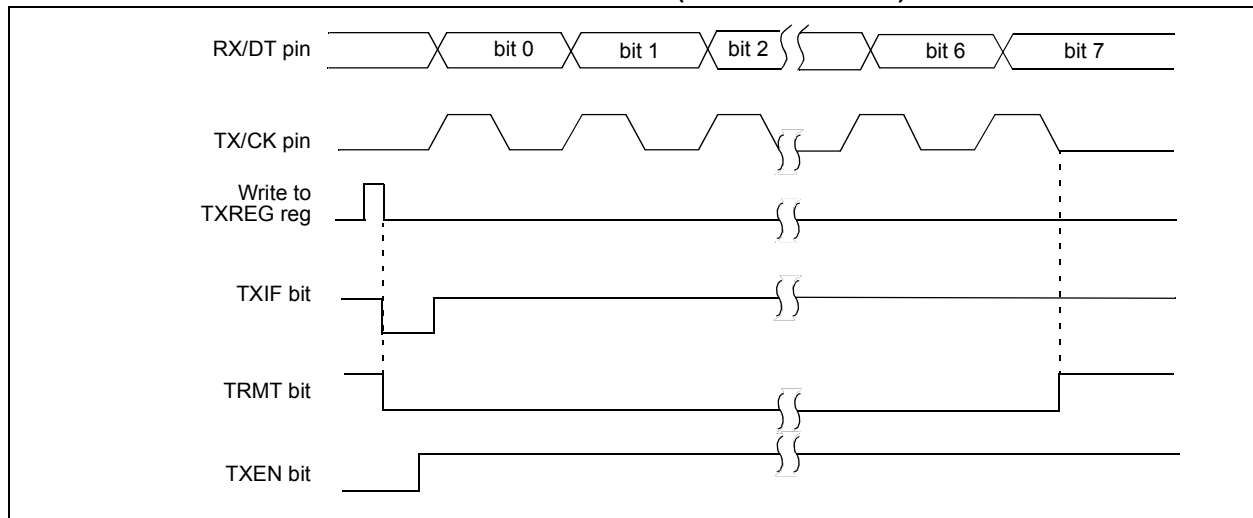 RX/DT pin
bit 0 bit 1 bit 2 bit 6 bit 7
TX/CK pin
Write to
TXREG reg
TXIF bit
TRMT bit
TXEN bit